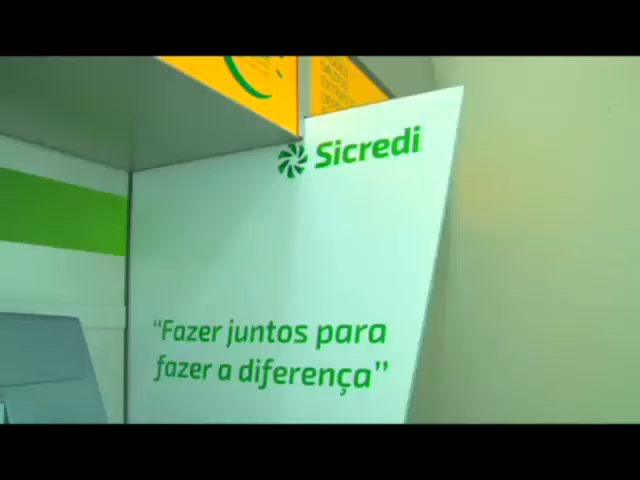 Sicredi
“Fazer juntos para
fazer a diferença”